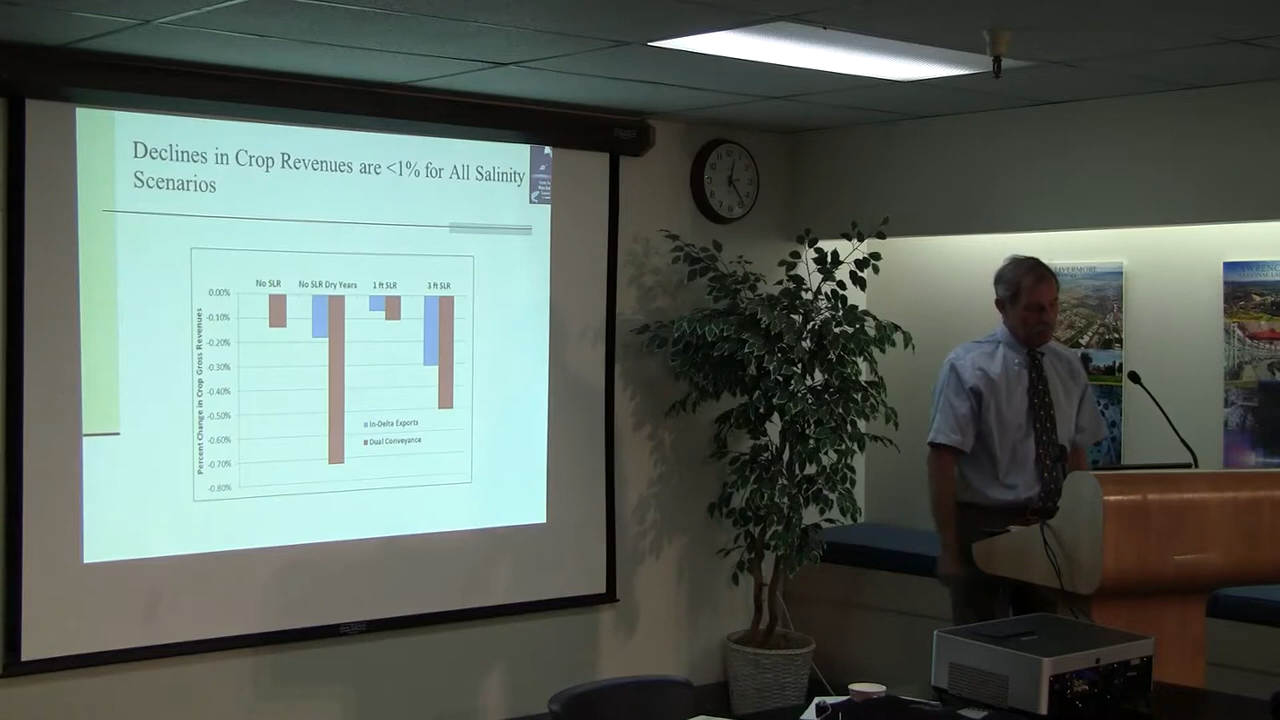 Declines in Crop Revenues are <1% for All Salinity
Scenarios
No SLR
No SLR Dry Years
1 ft SLR
3 ft SLR
Percent Change in Crop Gross Revenues
0.00%
-0.10%
-0.20%
-0.30%
-0.40%
-0.50%
-0.60%
-0.70%
-0.80%
In-Delta Exports
Dual Conveyance
LIVERMORE